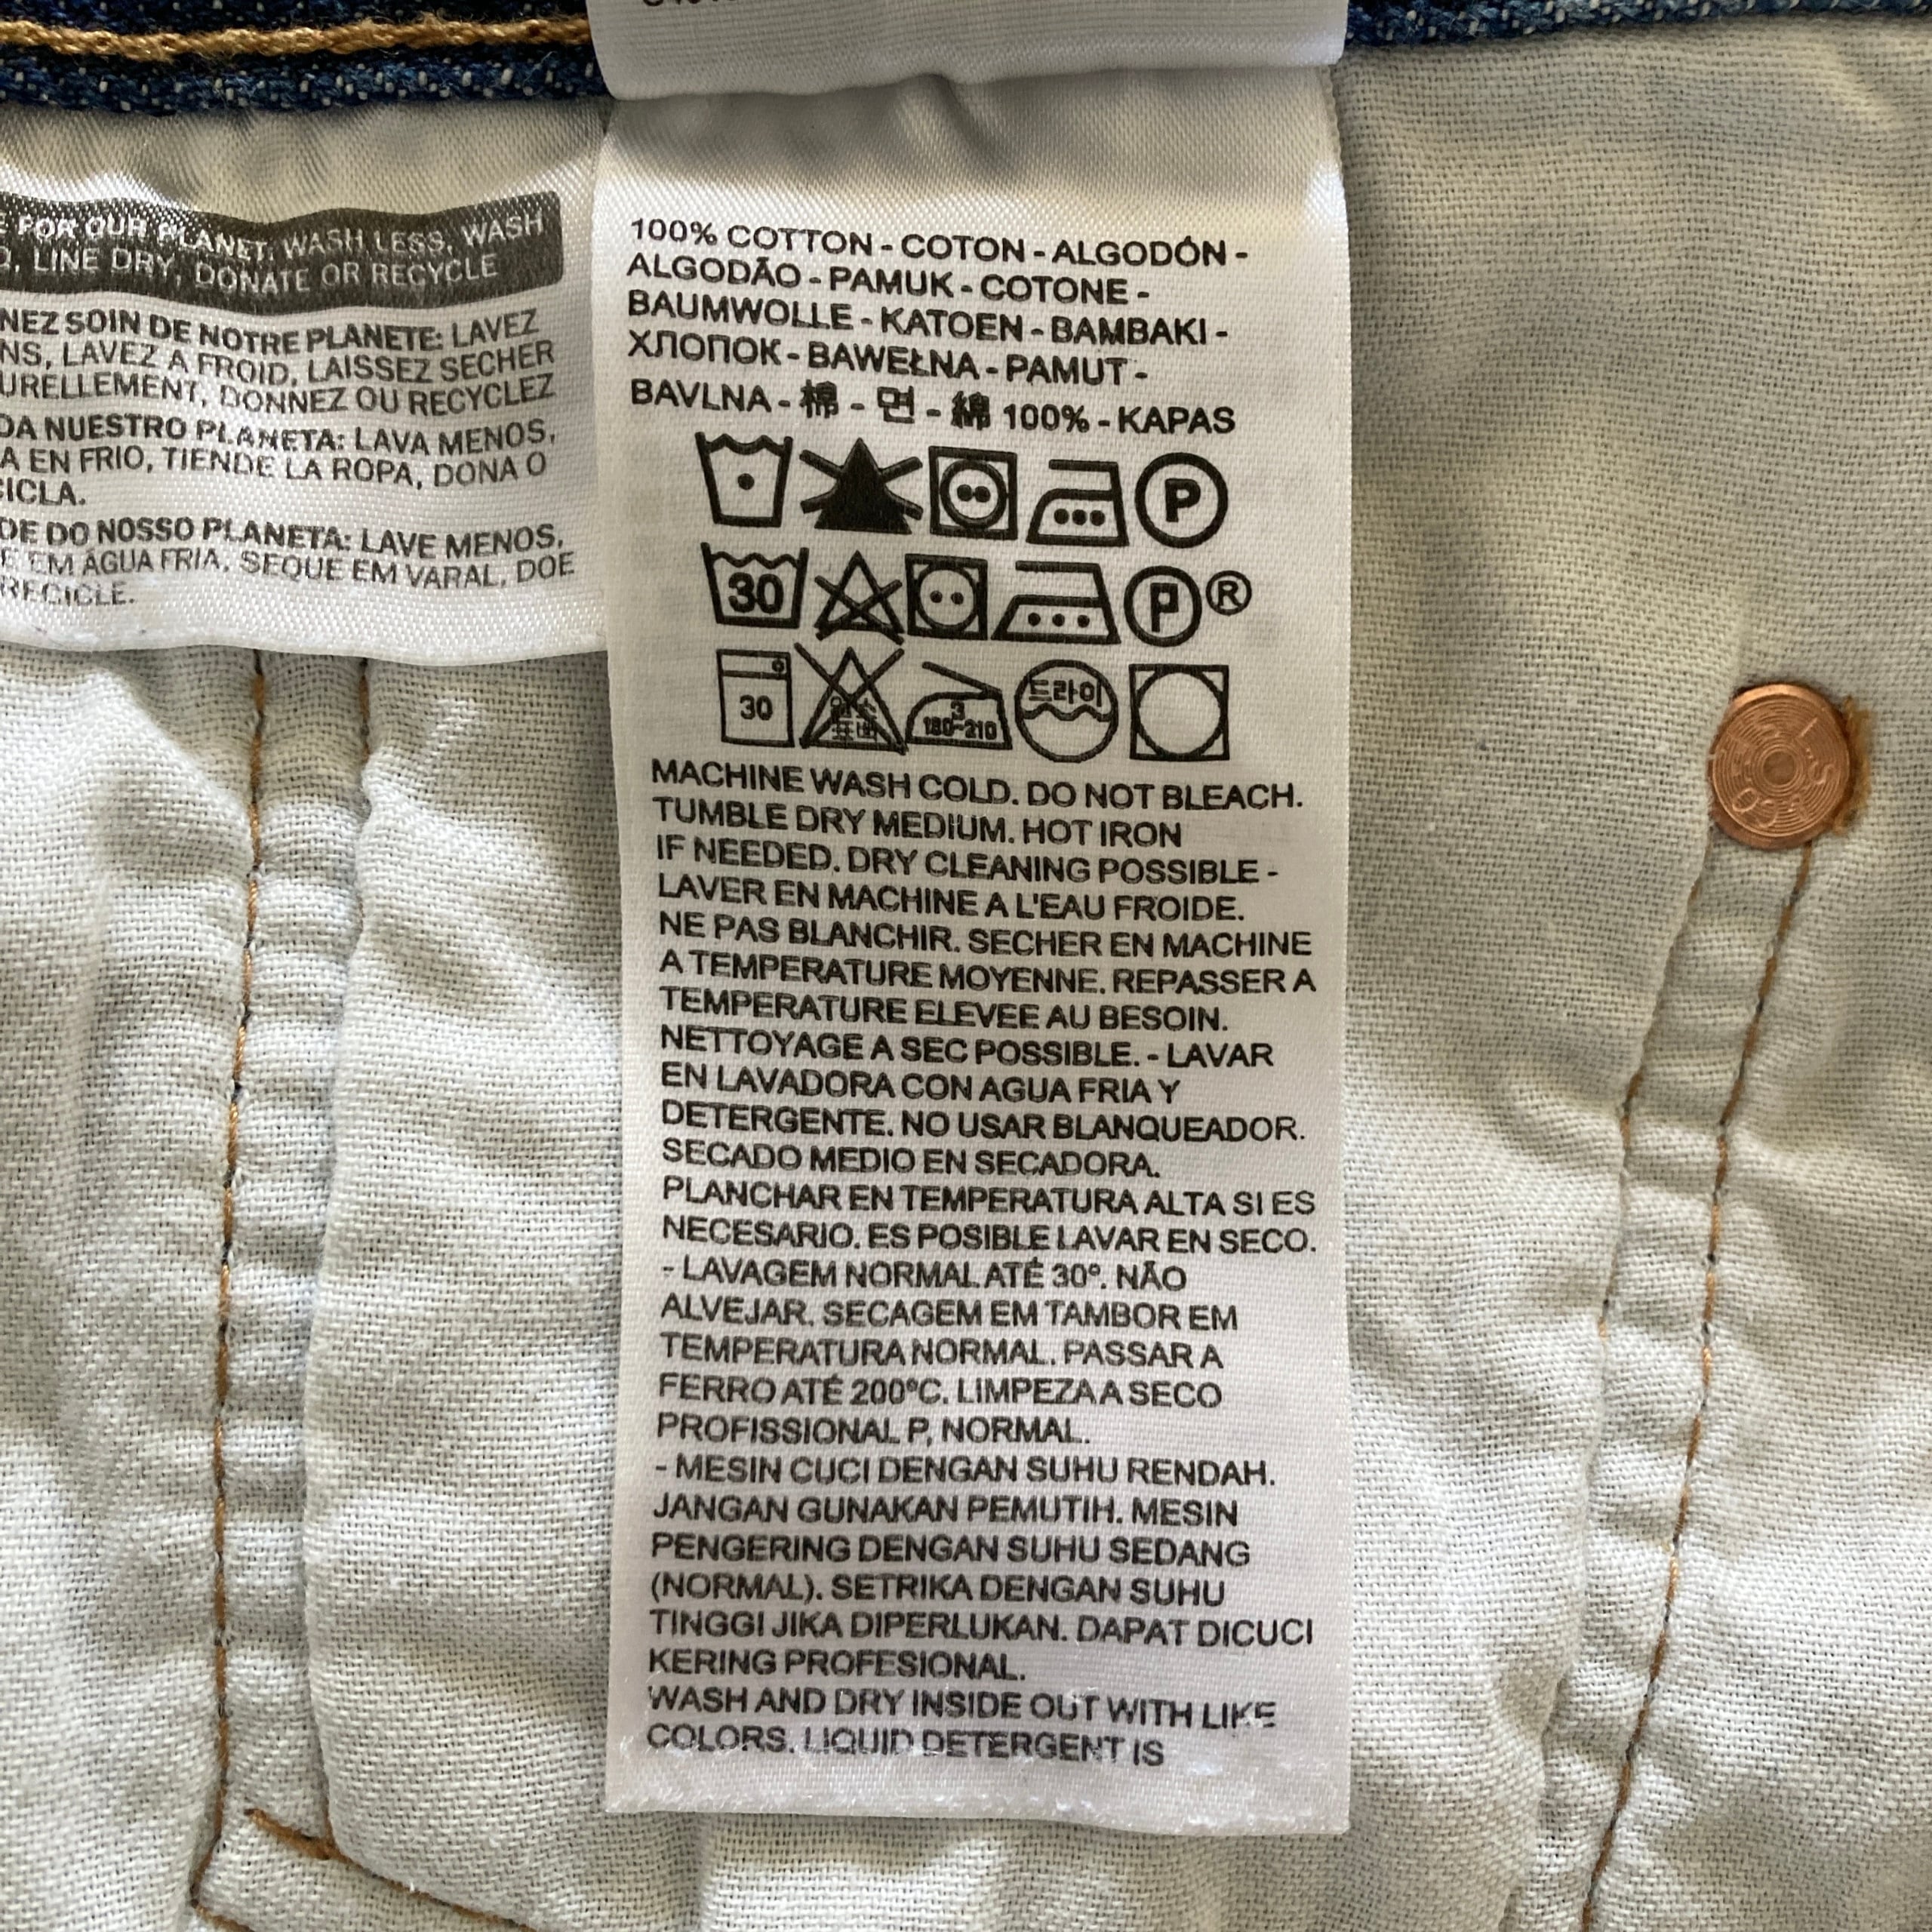 FOR OUR PLANET: WASH LESS, WASH
LINE DRY, DONATE OR RECYCLE
NEZ SOIN DE NOTRE PLANETE: LAVEZ
NS, LAVEZ A FROID, LAISSEZ SECHER
URELLEMENT, DONNEZ OU RECYCLEZ
DA NUESTRO PLANETA: LAVA MENOS,
A EN FRIO, TIENDE LA ROPA, DONA O
CICLA.
DE DO NOSSO PLANETA: LAVE MENOS,
E EM ÁGUA FRIA, SEQUE EM VARAL, DOE
RECICLE.
100% COTTON - COTON - ALGODÓN -
ALGODÃO - PAMUK - COTONE -
BAUMWOLLE - KATOEN - BAMBAKI -
ХЛОПОК - BAWEŁNA - PAMUT -
BAVLNA - 棉 - 면 - 綿 100% - KAPAS
P
30 P ®
30 3 180-210 드라이
MACHINE WASH COLD. DO NOT BLEACH.
TUMBLE DRY MEDIUM. HOT IRON
IF NEEDED. DRY CLEANING POSSIBLE -
LAVER EN MACHINE A L'EAU FROIDE.
NE PAS BLANCHIR. SECHER EN MACHINE
A TEMPERATURE MOYENNE. REPASSER A
TEMPERATURE ELEVEE AU BESOIN.
NETTOYAGE A SEC POSSIBLE. - LAVAR
EN LAVADORA CON AGUA FRIA Y
DETERGENTE. NO USAR BLANQUEADOR.
SECADO MEDIO EN SECADORA.
PLANCHAR EN TEMPERATURA ALTA SI ES
NECESARIO. ES POSIBLE LAVAR EN SECO.
- LAVAGEM NORMAL ATÉ 30º. NÃO
ALVEJAR. SECAGEM EM TAMBOR EM
TEMPERATURA NORMAL. PASSAR A
FERRO ATÉ 200ºC. LIMPEZA A SECO
PROFISSIONAL P, NORMAL.
- MESIN CUCI DENGAN SUHU RENDAH.
JANGAN GUNAKAN PEMUTIH. MESIN
PENGERING DENGAN SUHU SEDANG
(NORMAL). SETRIKA DENGAN SUHU
TINGGI JIKA DIPERLUKAN. DAPAT DICUCI
KERING PROFESIONAL.
WASH AND DRY INSIDE OUT WITH LIKE
COLORS. LIQUID DETERGENT IS